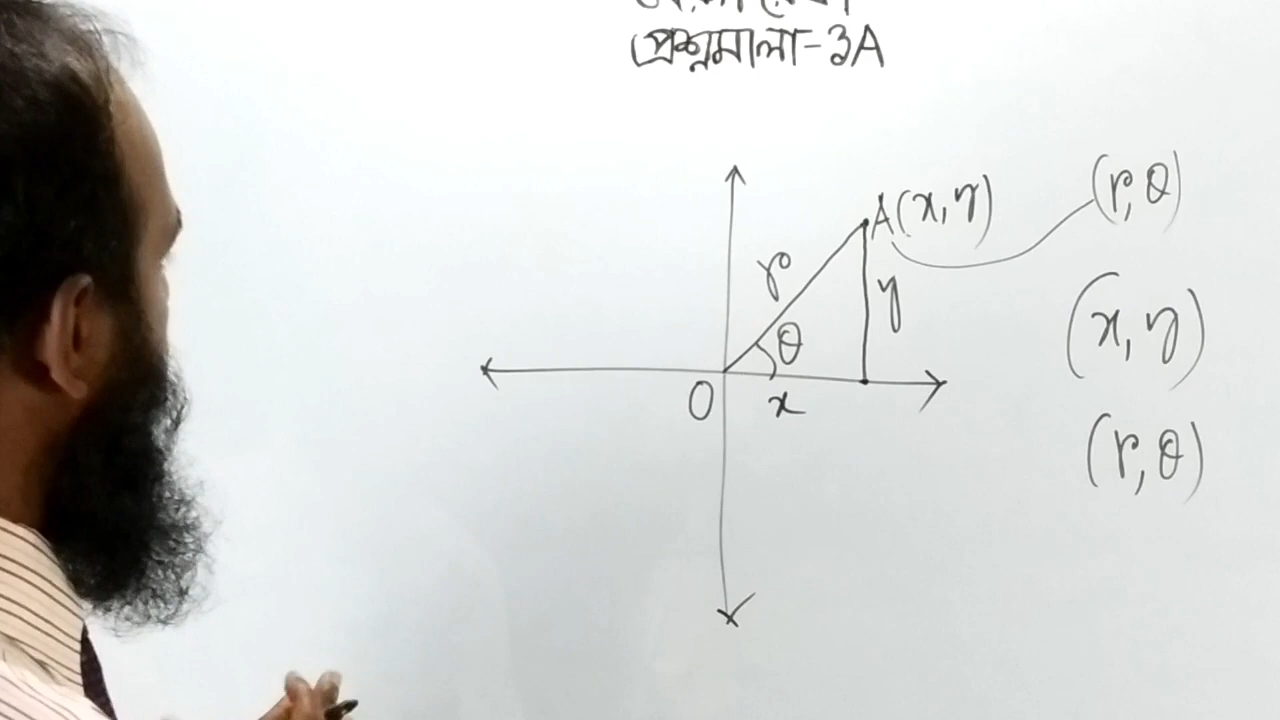 প্রশ্নমালা-3A
A(x,y)
(r,θ)
r
y
θ
(x,y)
O
x
(r,θ)